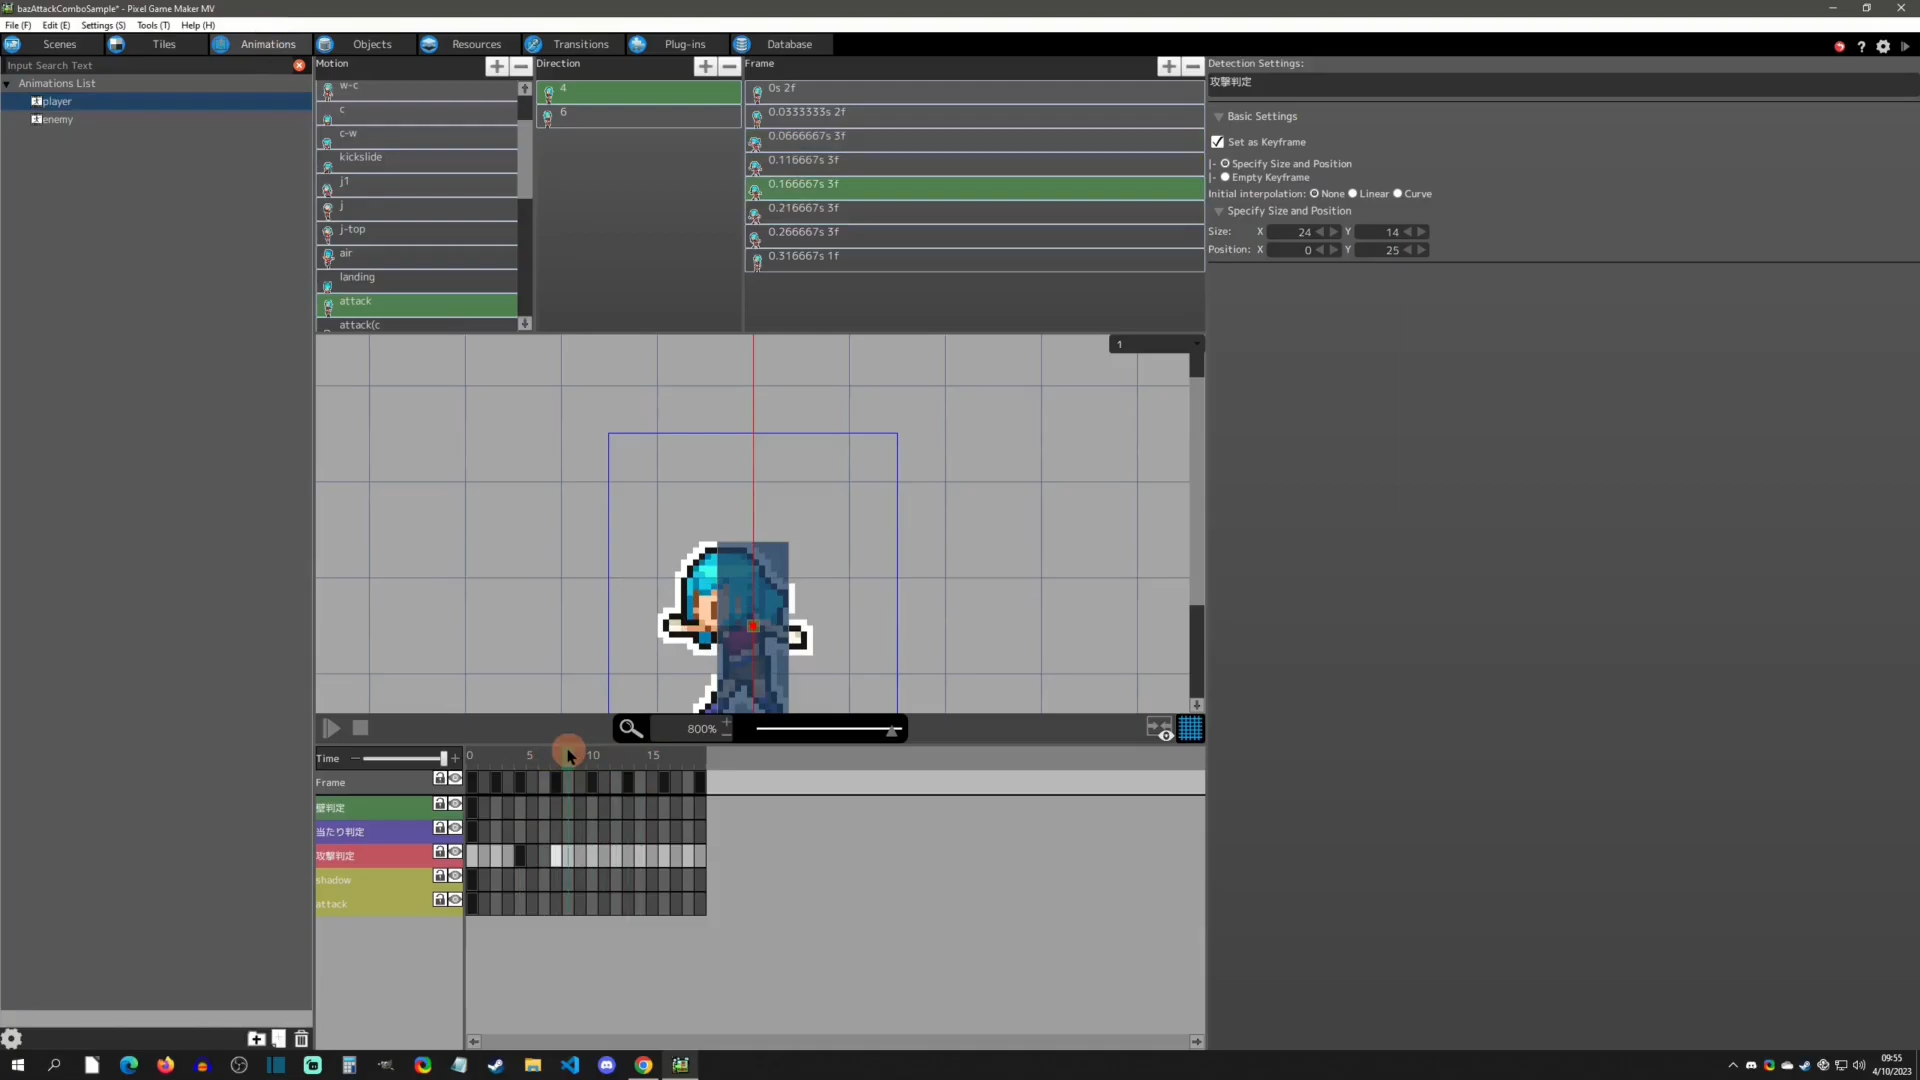 bazAttackComboSample* - Pixel Game Maker MV
File (F) Edit (E) Settings (S) Tools (T) Help (H)
Scenes Tiles Animations Objects Resources Transitions Plug-ins Database
Input Search Text
Animations List
player
enemy
Motion
w-c
c
c-w
kickslide
j1
j
j-top
air
landing
attack
attack(c
Direction
4
6
Frame
0s 2f
0.0333333s 2f
0.0666667s 3f
0.116667s 3f
0.166667s 3f
0.216667s 3f
0.266667s 3f
0.316667s 1f
Detection Settings:
攻撃判定
Basic Settings
Set as Keyframe
|- Specify Size and Position
|- Empty Keyframe
Initial interpolation: None Linear Curve
Specify Size and Position
Size: X 24 Y 14
Position: X 0 Y 25
1
800%
Time 0 5 10 15
Frame
壁判定
当たり判定
攻撃判定
shadow
attack
09:55
4/10/2023